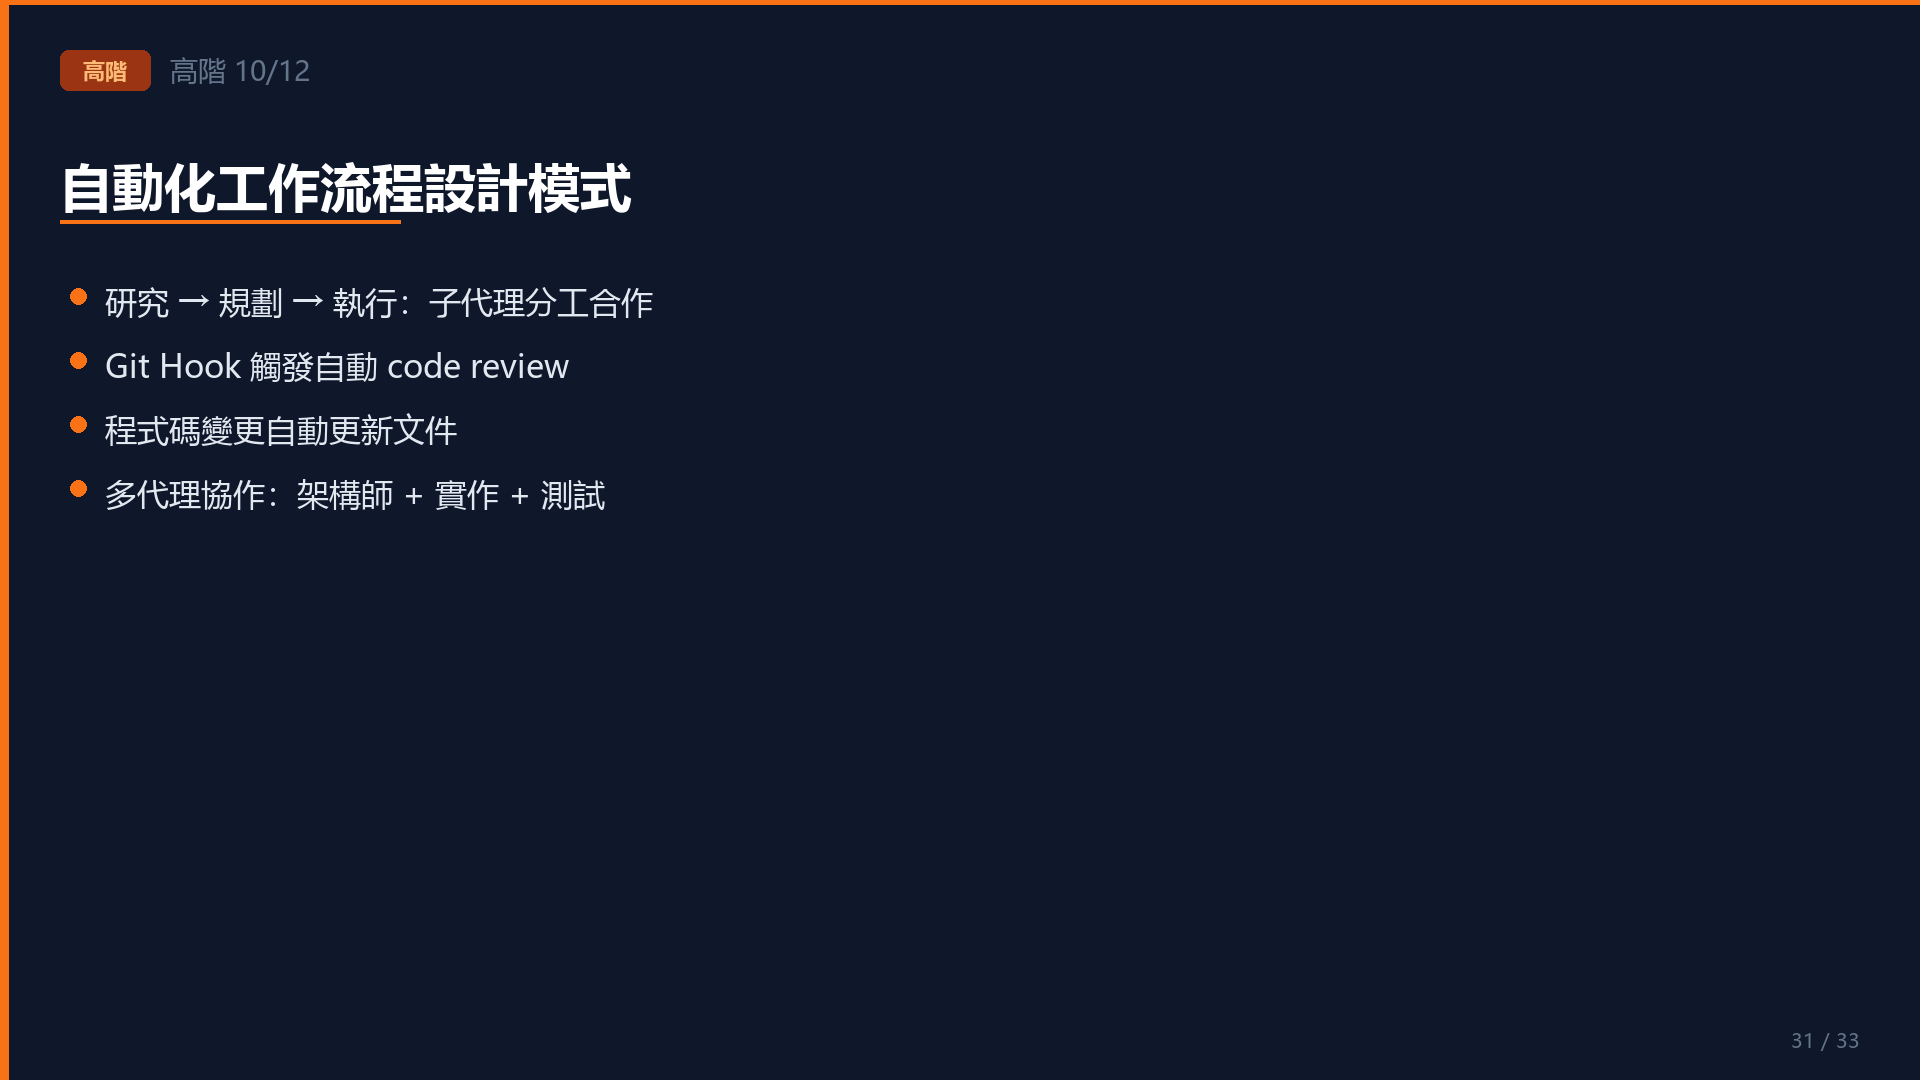 高階 高階 10/12
自動化工作流程設計模式
研究 → 規劃 → 執行：子代理分工合作
Git Hook 觸發自動 code review
程式碼變更自動更新文件
多代理協作：架構師 + 實作 + 測試
31 / 33